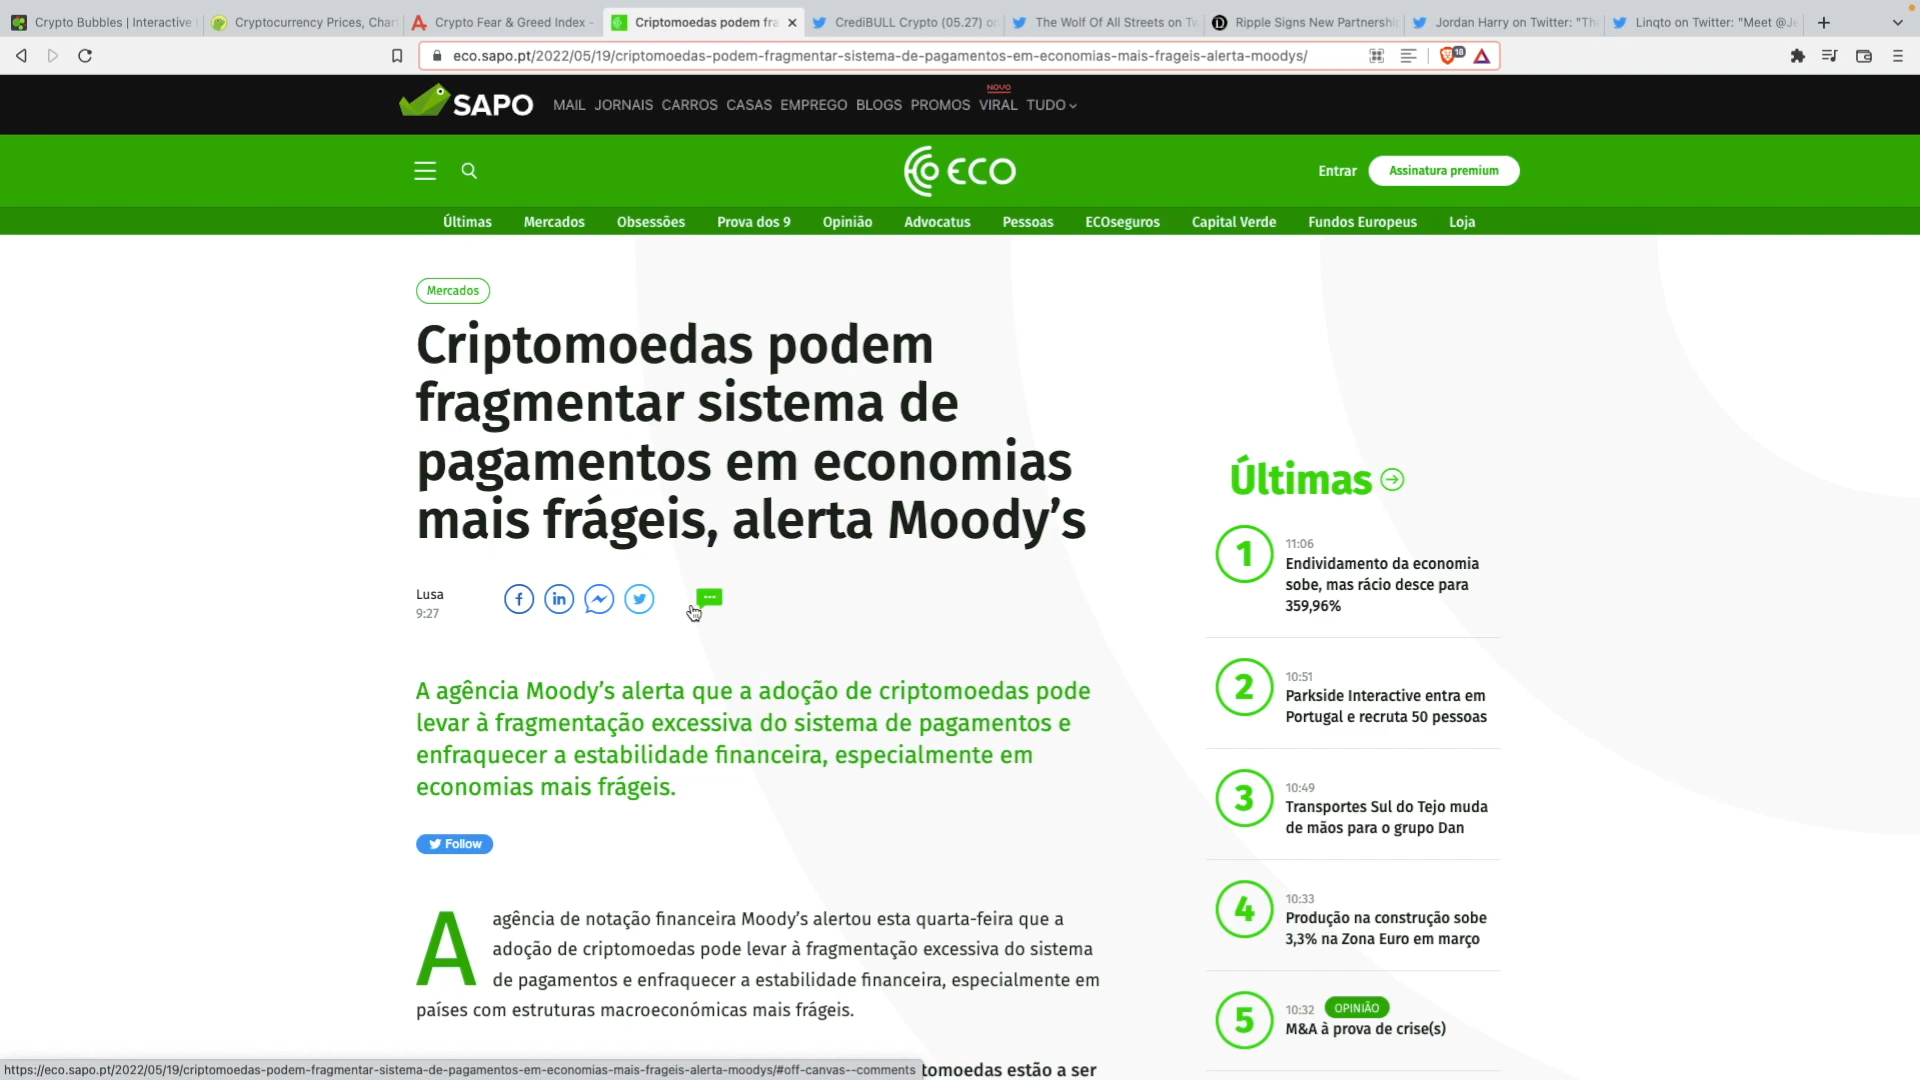 Crypto Bubbles | Interactive
Cryptocurrency Prices, Char
Crypto Fear & Greed Index -
Criptomoedas podem fra
CrediBULL Crypto (05.27) o
The Wolf Of All Streets on Tw
Ripple Signs New Partnershi
Jordan Harry on Twitter: "Th
Linqto on Twitter: "Meet @Je
eco.sapo.pt/2022/05/19/criptomoedas-podem-fragmentar-sistema-de-pagamentos-em-economias-mais-frageis-alerta-moodys/
18
SAPO
MAIL JORNAIS CARROS CASAS EMPREGO BLOGS PROMOS VIRAL TUDO
NOVO
ECO
Entrar
Assinatura premium
Últimas Mercados Obsessões Prova dos 9 Opinião Advocatus Pessoas ECOseguros Capital Verde Fundos Europeus Loja
Mercados
Criptomoedas podem
fragmentar sistema de
pagamentos em economias
mais frágeis, alerta Moody’s
Lusa
9:27
A agência Moody’s alerta que a adoção de criptomoedas pode
levar à fragmentação excessiva do sistema de pagamentos e
enfraquecer a estabilidade financeira, especialmente em
economias mais frágeis.
Follow
A agência de notação financeira Moody’s alertou esta quarta-feira que a
adoção de criptomoedas pode levar à fragmentação excessiva do sistema
de pagamentos e enfraquecer a estabilidade financeira, especialmente em
países com estruturas macroeconómicas mais frágeis.
tomoedas estão a ser
Últimas
1
11:06
Endividamento da economia
sobe, mas rácio desce para
359,96%
2
10:51
Parkside Interactive entra em
Portugal e recruta 50 pessoas
3
10:49
Transportes Sul do Tejo muda
de mãos para o grupo Dan
4
10:33
Produção na construção sobe
3,3% na Zona Euro em março
5
10:32 OPINIÃO
M&A à prova de crise(s)
https://eco.sapo.pt/2022/05/19/criptomoedas-podem-fragmentar-sistema-de-pagamentos-em-economias-mais-frageis-alerta-moodys/#off-canvas--comments